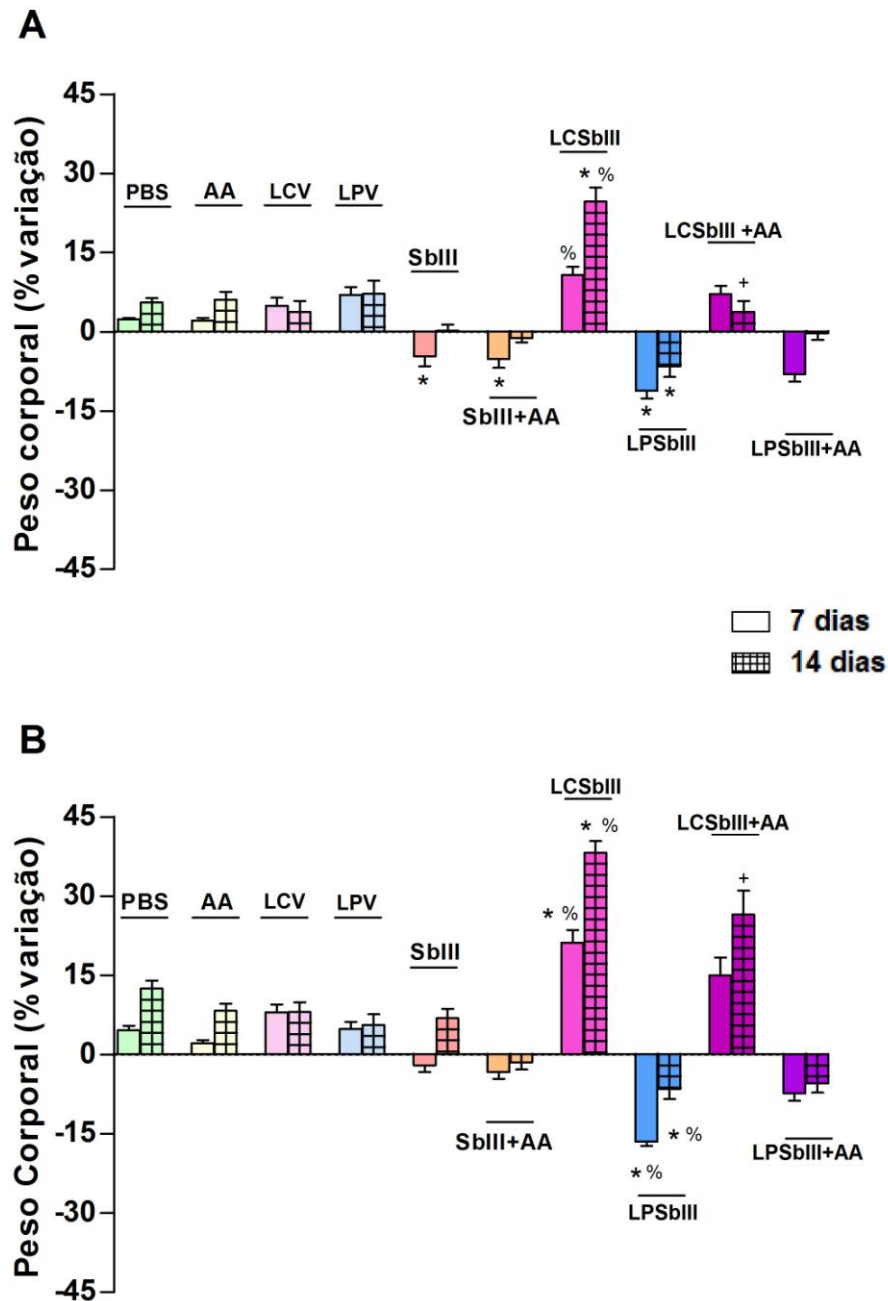 A
Peso corporal (% variação)
45
30
15
0
-15
-30
-45
PBS
AA
LCV
LPV
SbIII
*
*
SbIII+AA
LCSbIII
* %
%
*
*
LPSbIII
LCSbIII +AA
+
LPSbIII+AA
7 dias
14 dias
B
Peso Corporal (% variação)
45
30
15
0
-15
-30
-45
PBS
AA
LCV
LPV
SbIII
SbIII+AA
LCSbIII
* %
* %
* %
* %
LPSbIII
LCSbIII+AA
+
LPSbIII+AA